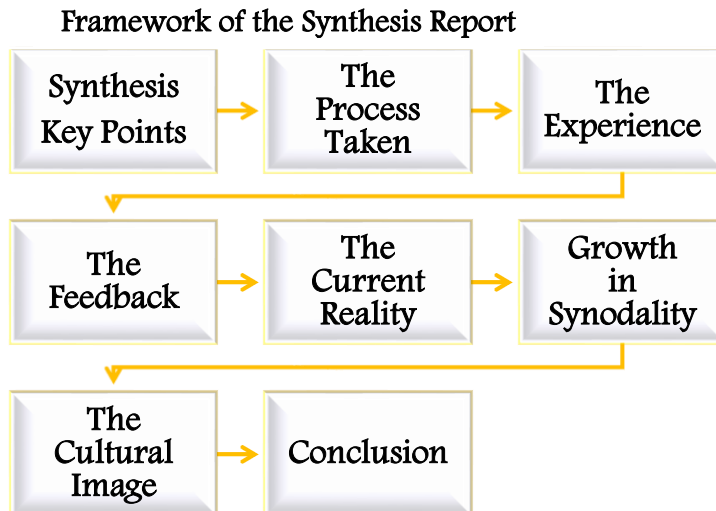 Framework of the Synthesis Report
Synthesis
Key Points
The
Process
Taken
The
Experience
The
Feedback
The
Current
Reality
Growth
in
Synodality
The
Cultural
Image
Conclusion